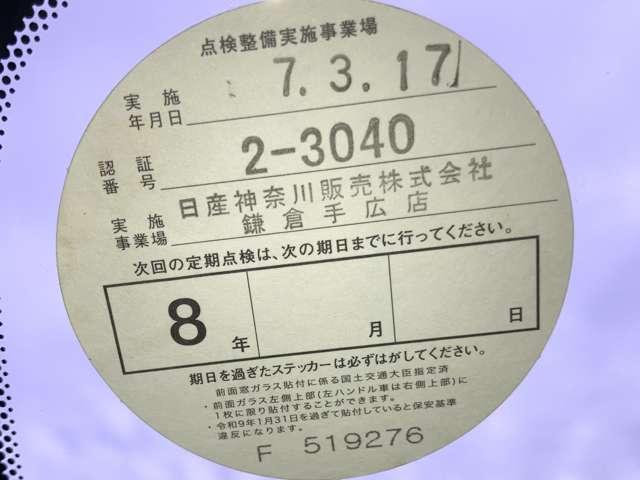 点検整備実施事業場
実施
年月日
7.3.17
認証
番号
2-3040
実施
事業場
日産神奈川販売株式会社
鎌倉手広店
次回の定期点検は、次の期日までに行ってください。
8年 月 日
期日を過ぎたステッカーは必ずはがしてください。
前面窓ガラス貼付に係る国土交通大臣指定済
・前面ガラス左側上部(左ハンドル車は右側上部)に
1枚に限り貼付することができます。
・令和9年1月31日を過ぎて貼付していると保安基準
違反になります。
F 519276